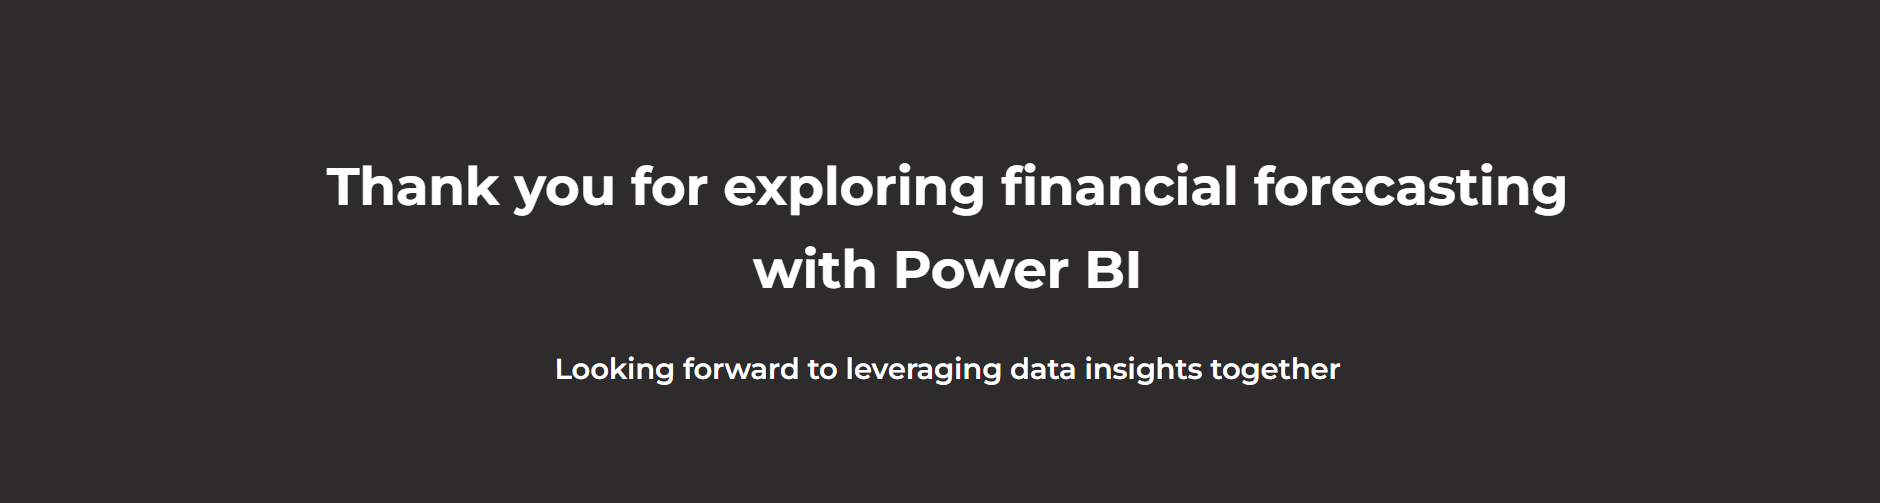 Thank you for exploring financial forecasting
with Power BI
Looking forward to leveraging data insights together